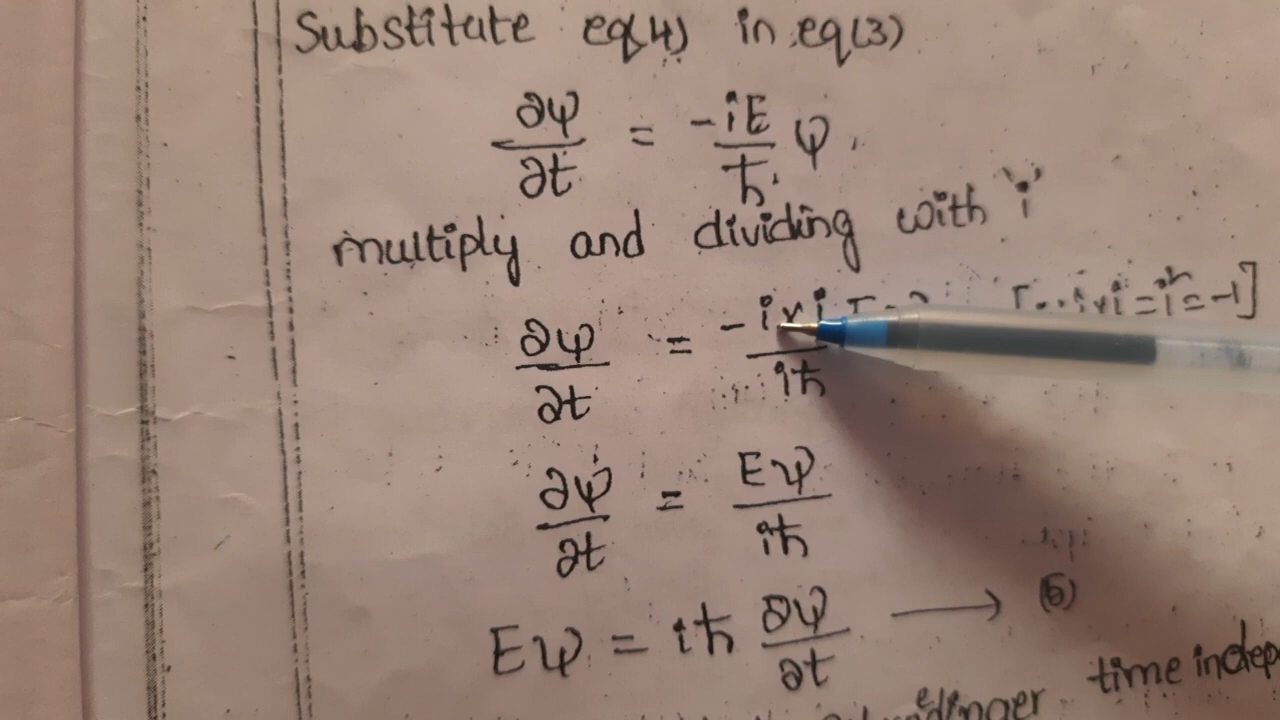 Substitute eq(4) in eq(3)
∂ψ/∂t = -iE/ħ ψ.
multiply and dividing with 'i'
∂ψ/∂t = -i×i/iħ i×i=i²=-1]
∂ψ/∂t = Eψ/iħ
Eψ = iħ ∂ψ/∂t → (5)
time